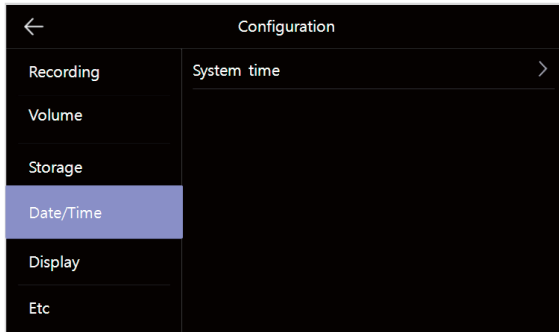 Configuration
Recording
System time
Volume
Storage
Date/Time
Display
Etc